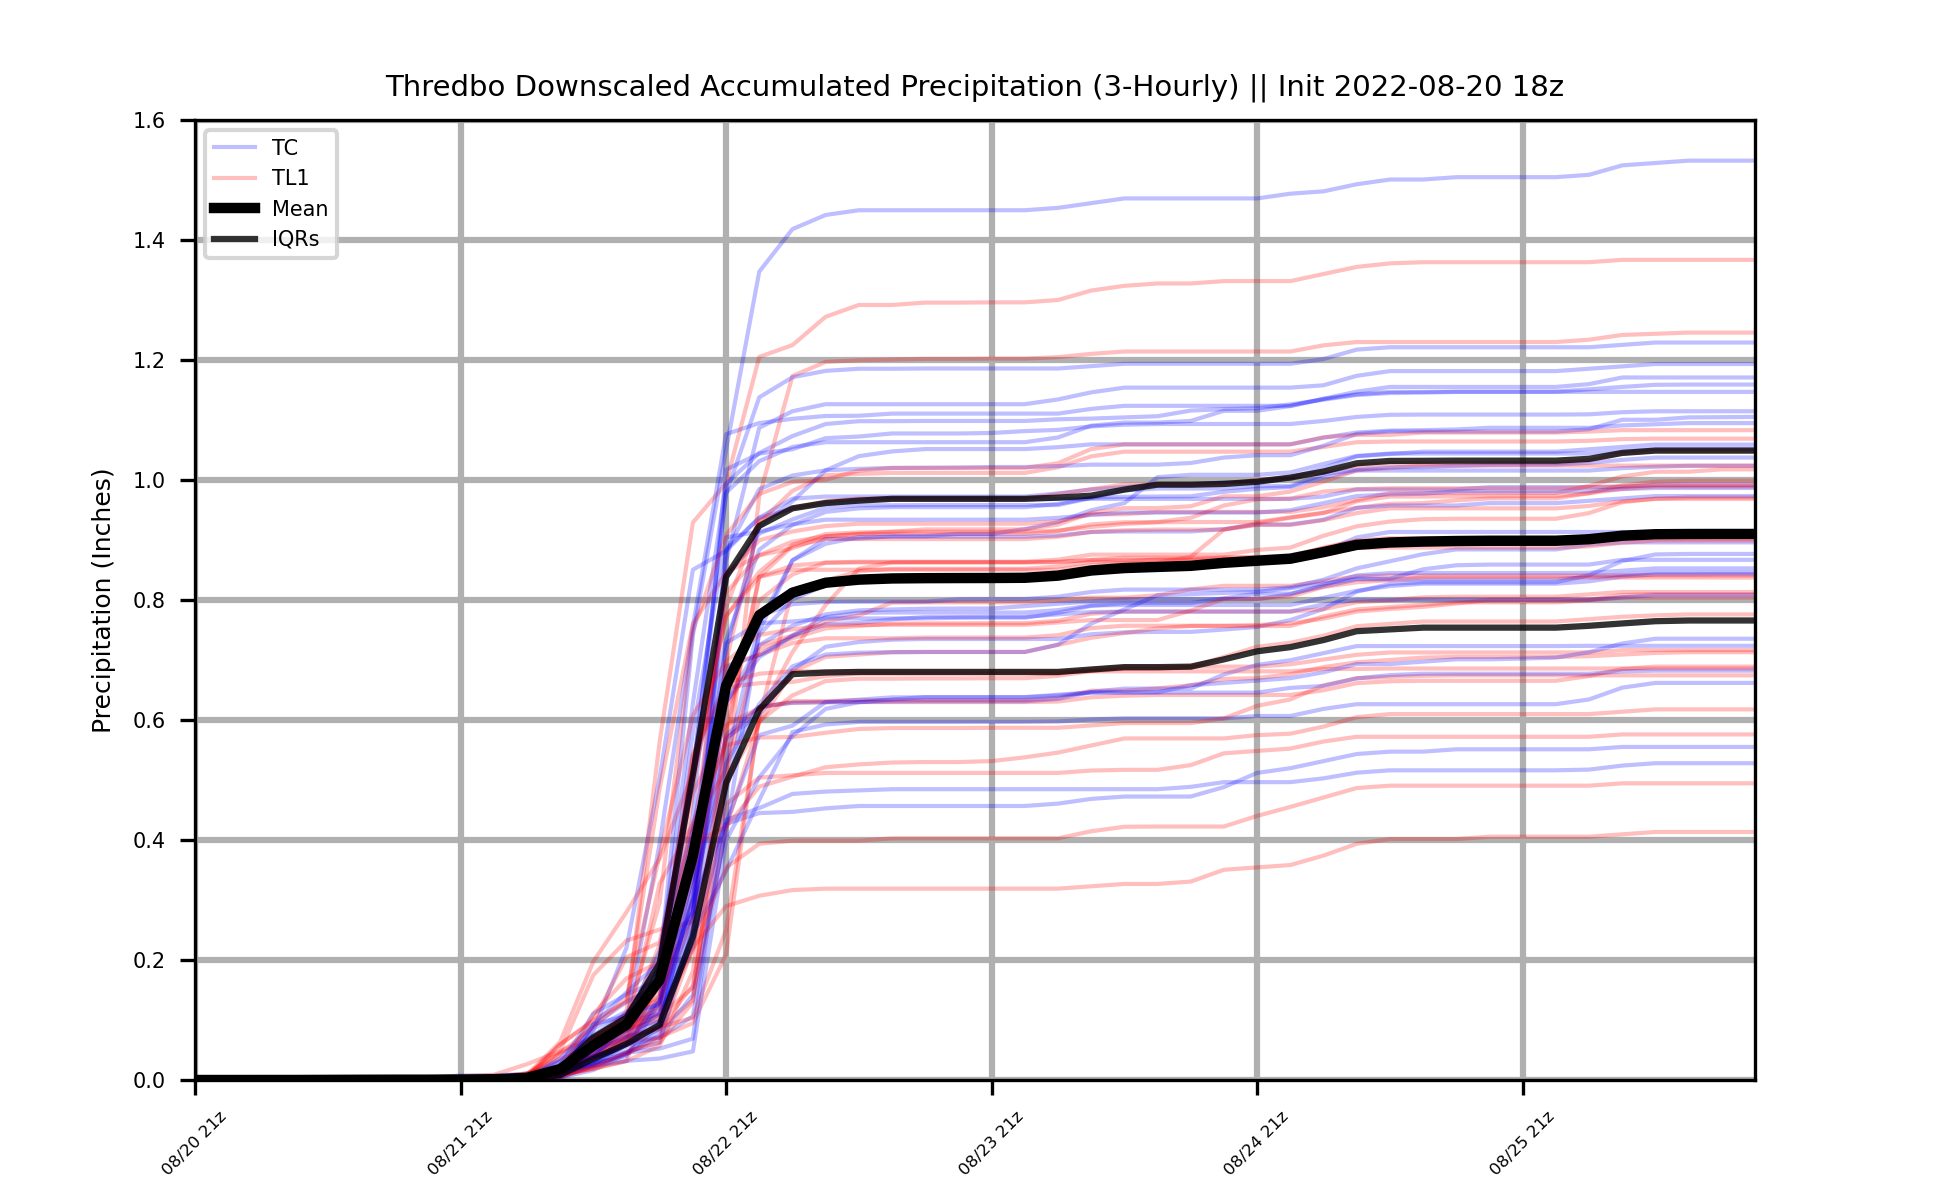 Thredbo Downscaled Accumulated Precipitation (3-Hourly) || Init 2022-08-20 18z
TC
TL1
Mean
IQRs
Precipitation (Inches)
1.6
1.4
1.2
1.0
0.8
0.6
0.4
0.2
0.0
08/20 21z
08/21 21z
08/22 21z
08/23 21z
08/24 21z
08/25 21z